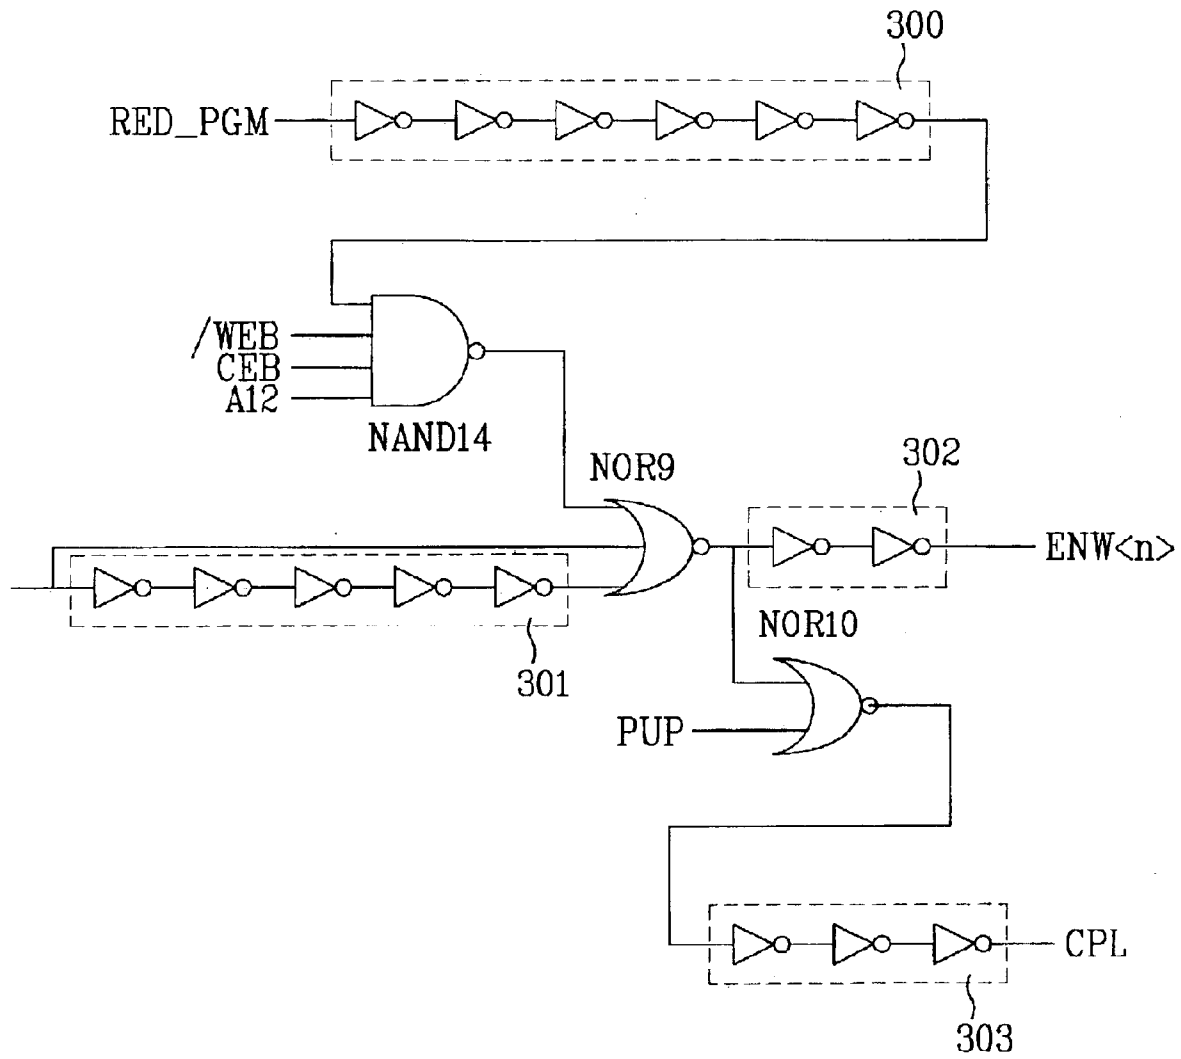 300
RED_PGM
/WEB
CEB
A12
NAND14
NOR9
302
ENW<n>
301
NOR10
PUP
CPL
303